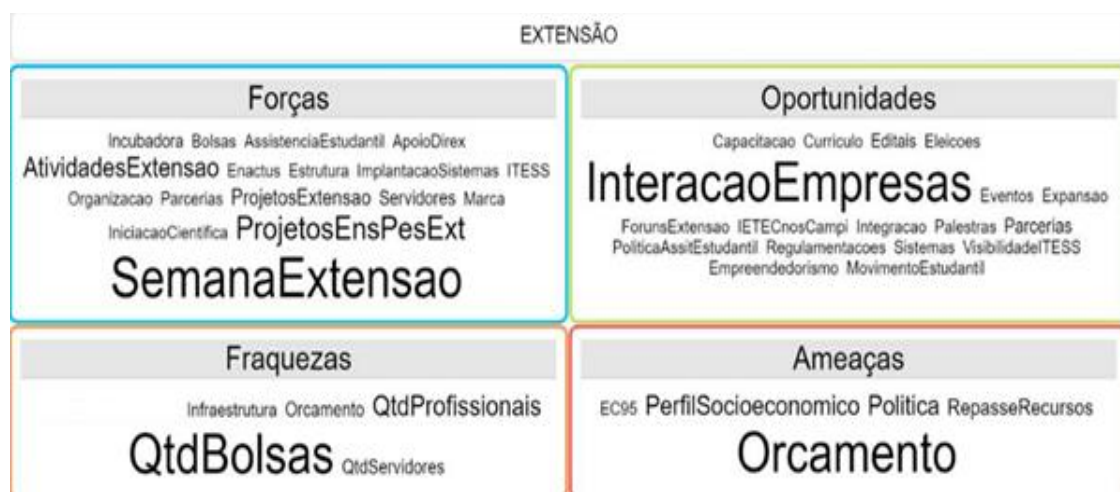 EXTENSÃO
Forças
Incubadora Bolsas AssistenciaEstudantil ApoioDirex
AtividadesExtensao Enactus Estrutura ImplantacaoSistemas ITESS
Organizacao Parcerias ProjetosExtensao Servidores Marca
IniciacaoCientifica ProjetosEnsPesExt
SemanaExtensao
Oportunidades
Capacitacao Curriculo Editais Eleicoes
InteracaoEmpresas Eventos Expansao
ForunsExtensao IETECnosCampi Integracao Palestras Parcerias
PoliticaAssitEstudantil Regulamentacoes Sistemas VisibilidadeITESS
Empreendedorismo MovimentoEstudantil
Fraquezas
Infraestrutura Orcamento QtdProfissionais
QtdBolsas QtdServidores
Ameaças
EC95 PerfilSocioeconomico Politica RepasseRecursos
Orcamento